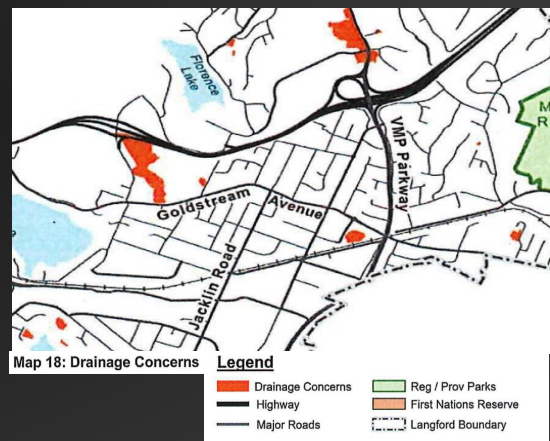 Florence
Lake
M
R
VMP Parkway
Goldstream
Avenue
Jacklin Road
Map 18: Drainage Concerns
Legend
Drainage Concerns
Highway
Major Roads
Reg / Prov Parks
First Nations Reserve
Langford Boundary